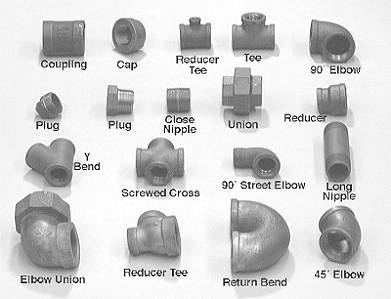 Coupling
Cap
Reducer
Tee
Tee
90° Elbow
Plug
Plug
Close
Nipple
Union
Reducer
Y
Bend
Screwed Cross
90° Street Elbow
Long
Nipple
Elbow Union
Reducer Tee
Return Bend
45° Elbow